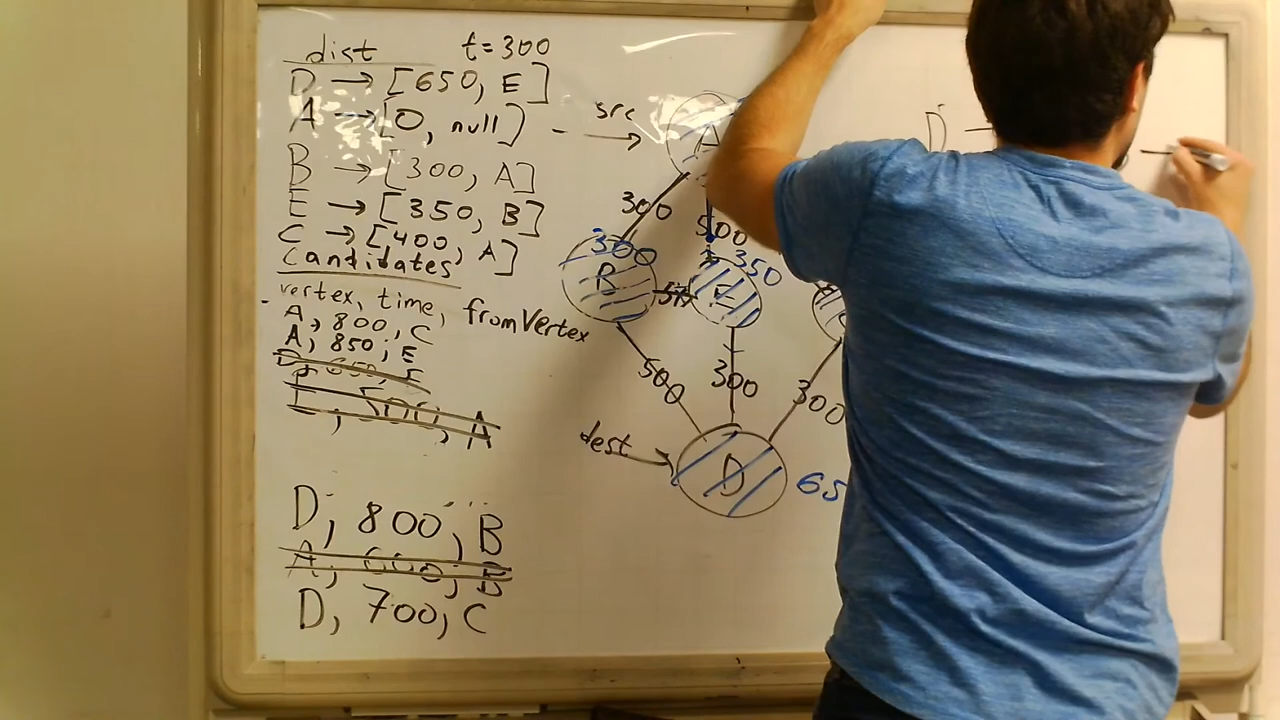 dist t=300
D → [650, E]
A → [0, null] - src →
B → [300, A]
E → [350, B]
C → [400, A]
Candidates
vertex, time, fromVertex
A, 800, C
A, 850, E
D, 650, E
E, 500, A
D, 800, B
A, 600, B
D, 700, C
A
300
500
300
B
350
E
500
300
300
dest
D
65
D